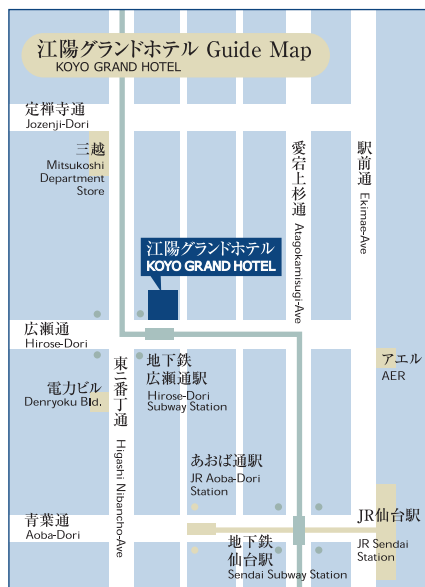 江陽グランドホテル Guide Map
KOYO GRAND HOTEL
定禅寺通
Jozenji-Dori
三越
Mitsukoshi
Department
Store
愛宕上杉通 Atagokamisugi-Ave
駅前通 Ekimae-Ave
江陽グランドホテル
KOYO GRAND HOTEL
広瀬通
Hirose-Dori
東二番丁通 Higashi Nibancho-Ave
地下鉄
広瀬通駅
Hirose-Dori
Subway Station
アエル
AER
電力ビル
Denryoku Bld.
あおば通駅
JR Aoba-Dori
Station
青葉通
Aoba-Dori
地下鉄
仙台駅
Sendai Subway Station
JR仙台駅
JR Sendai
Station